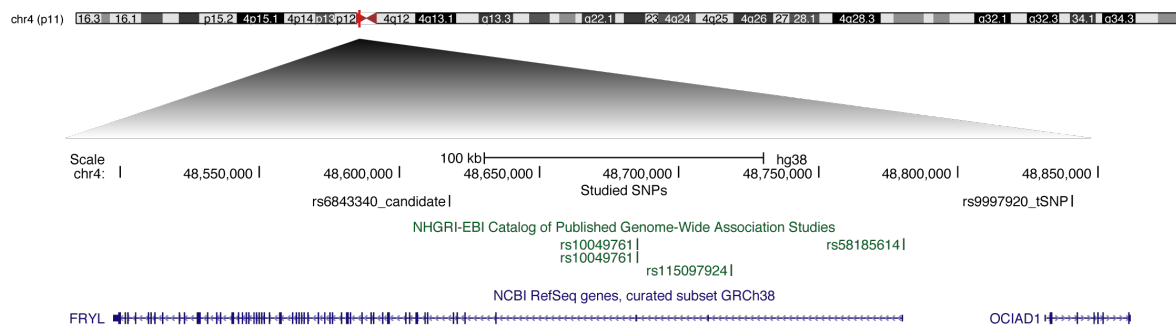 chr4 (p11) 16.3 16.1 p15.2 4p15.1 4p14 p13 p12 4q12 4q13.1 q13.3 q22.1 23 4q24 4q25 4q26 27 28.1 4q28.3 q32.1 q32.3 34.1 q34.3
Scale 100 kb hg38
chr4: 48,550,000 48,600,000 48,650,000 48,700,000 48,750,000 48,800,000 48,850,000
Studied SNPs
rs6843340_candidate rs9997920_tSNP
NHGRI-EBI Catalog of Published Genome-Wide Association Studies
rs10049761 rs58185614
rs10049761
rs115097924
NCBI RefSeq genes, curated subset GRCh38
FRYL OCIAD1